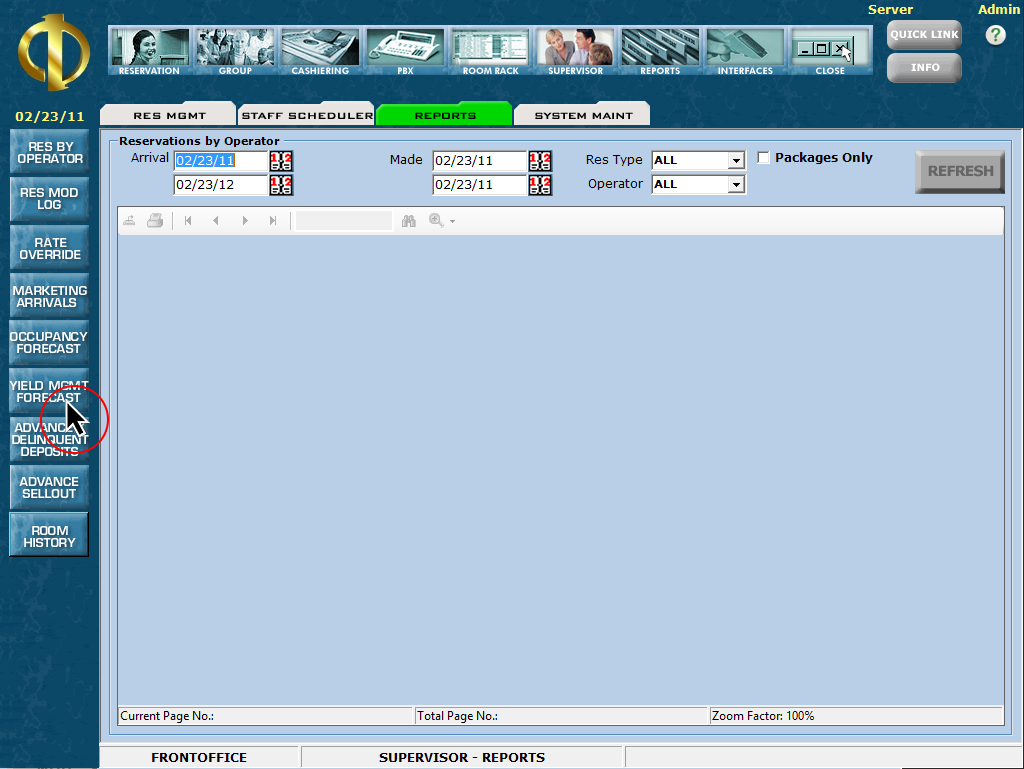 Server Admin
QUICK LINK
?
INFO
RESERVATION GROUP CASHIERING PBX ROOM RACK SUPERVISOR REPORTS INTERFACES CLOSE
02/23/11
RES MGMT STAFF SCHEDULER REPORTS SYSTEM MAINT
RES BY
OPERATOR
RES MOD
LOG
RATE
OVERRIDE
MARKETING
ARRIVALS
OCCUPANCY
FORECAST
YIELD MGMT
FORECAST
ADVANCE
DELINQUENT
DEPOSITS
ADVANCE
SELLOUT
ROOM
HISTORY
Reservations by Operator
Arrival 02/23/11 Made 02/23/11 Res Type ALL Packages Only
02/23/12 02/23/11 Operator ALL
REFRESH
Current Page No.: Total Page No.: Zoom Factor: 100%
FRONTOFFICE SUPERVISOR - REPORTS